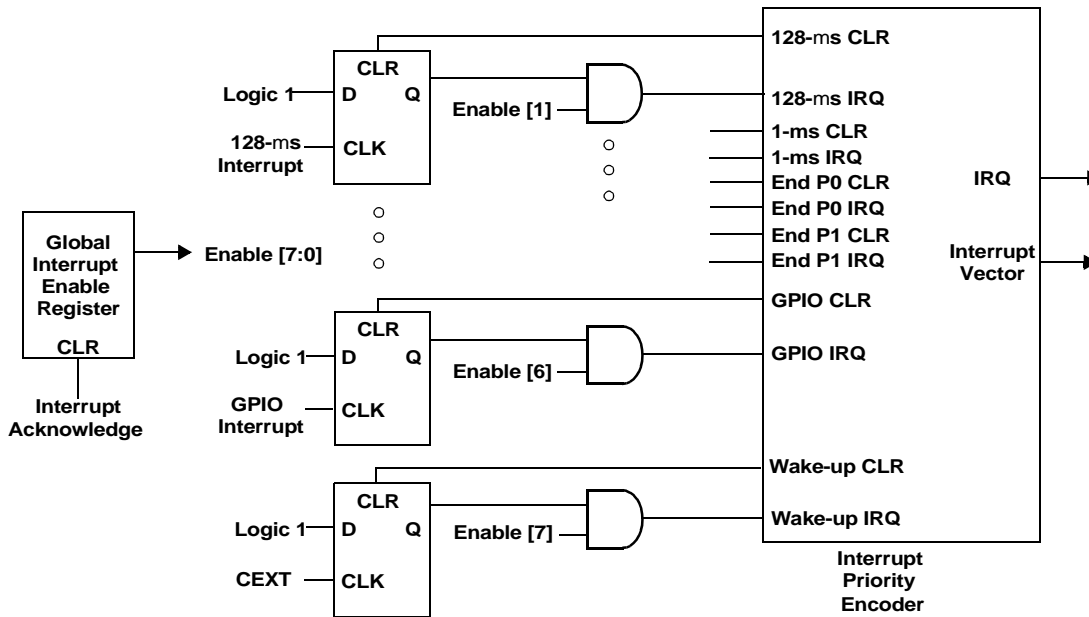 CLR
D Q
CLK
Logic 1
128-ms
Interrupt
Enable [1]
128-ms CLR
128-ms IRQ
1-ms CLR
1-ms IRQ
End P0 CLR
End P0 IRQ
End P1 CLR
End P1 IRQ
GPIO CLR
GPIO IRQ
Wake-up CLR
Wake-up IRQ
IRQ
Interrupt
Vector
Interrupt
Priority
Encoder
Global
Interrupt
Enable
Register
CLR
Interrupt
Acknowledge
Enable [7:0]
CLR
D Q
CLK
Logic 1
GPIO
Interrupt
Enable [6]
CLR
D Q
CLK
Logic 1
CEXT
Enable [7]